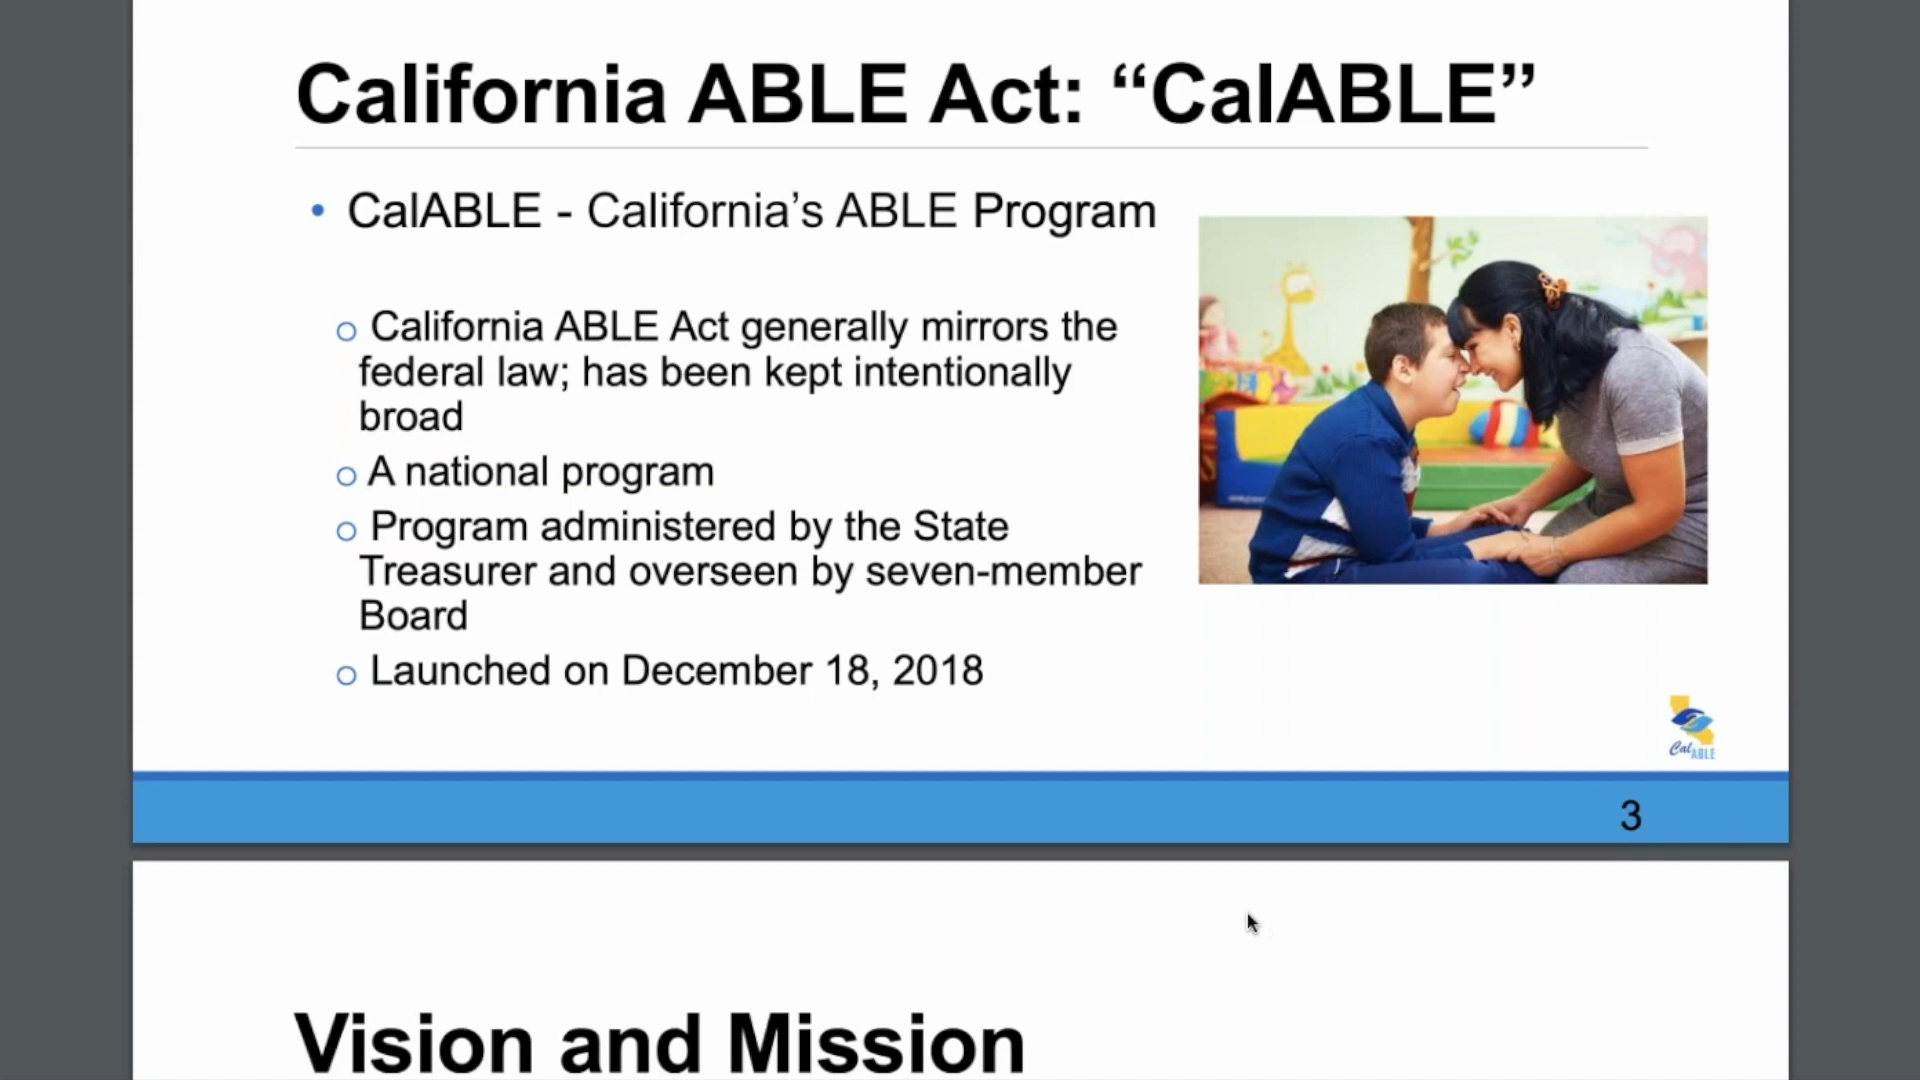 California ABLE Act: “CalABLE”
• CalABLE - California’s ABLE Program
o California ABLE Act generally mirrors the
federal law; has been kept intentionally
broad
o A national program
o Program administered by the State
Treasurer and overseen by seven-member
Board
o Launched on December 18, 2018
Cal ABLE
3
Vision and Mission